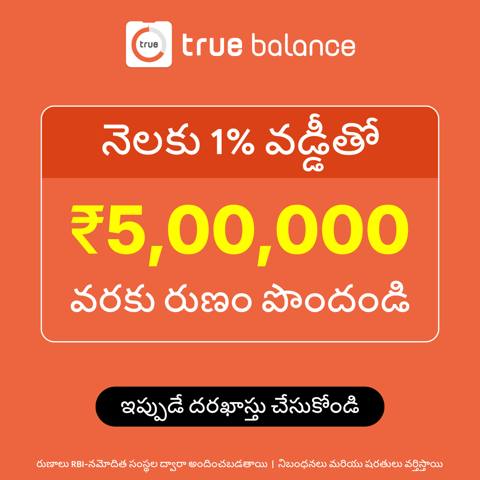 true
true balance
నెలకు 1% వడ్డీతో
₹5,00,000
వరకు రుణం పొందండి
ఇప్పుడే దరఖాస్తు చేసుకోండి
రుణాలు RBI-నమోదిత సంస్థల ద్వారా అందించబడతాయి | నిబంధనలు మరియు షరతులు వర్తిస్తాయి